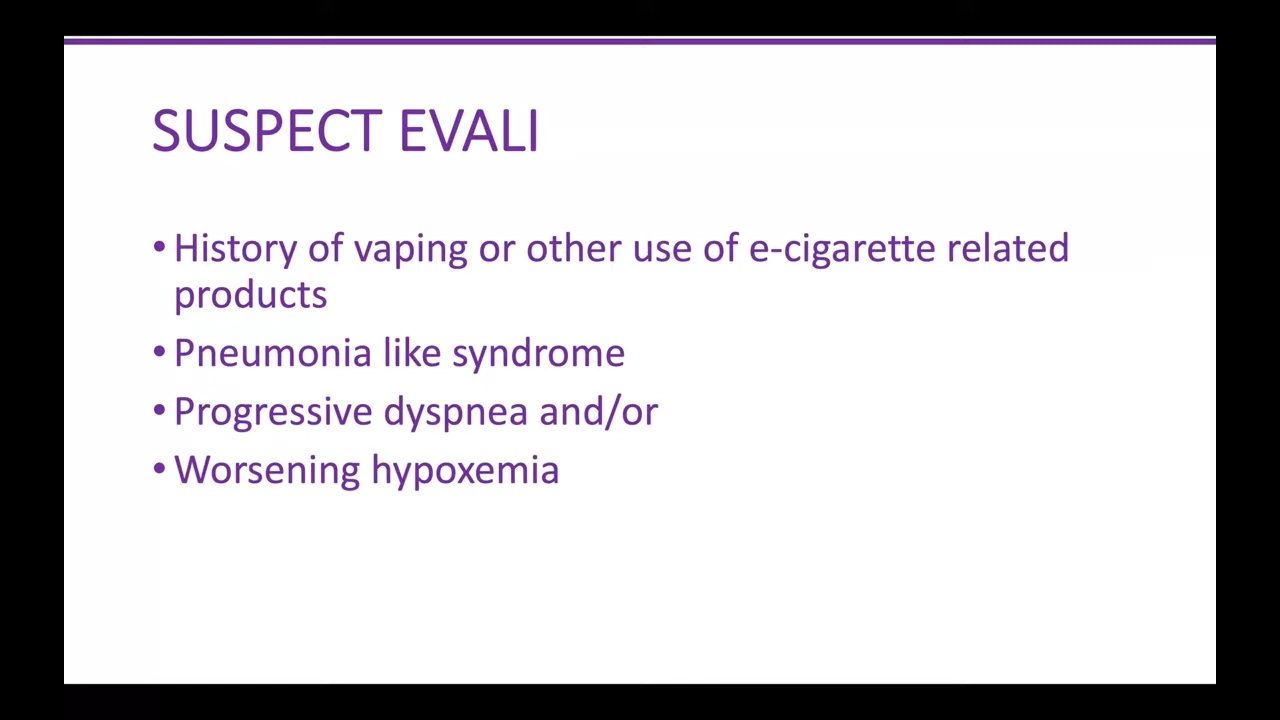 SUSPECT EVALI
• History of vaping or other use of e-cigarette related
products
• Pneumonia like syndrome
• Progressive dyspnea and/or
• Worsening hypoxemia